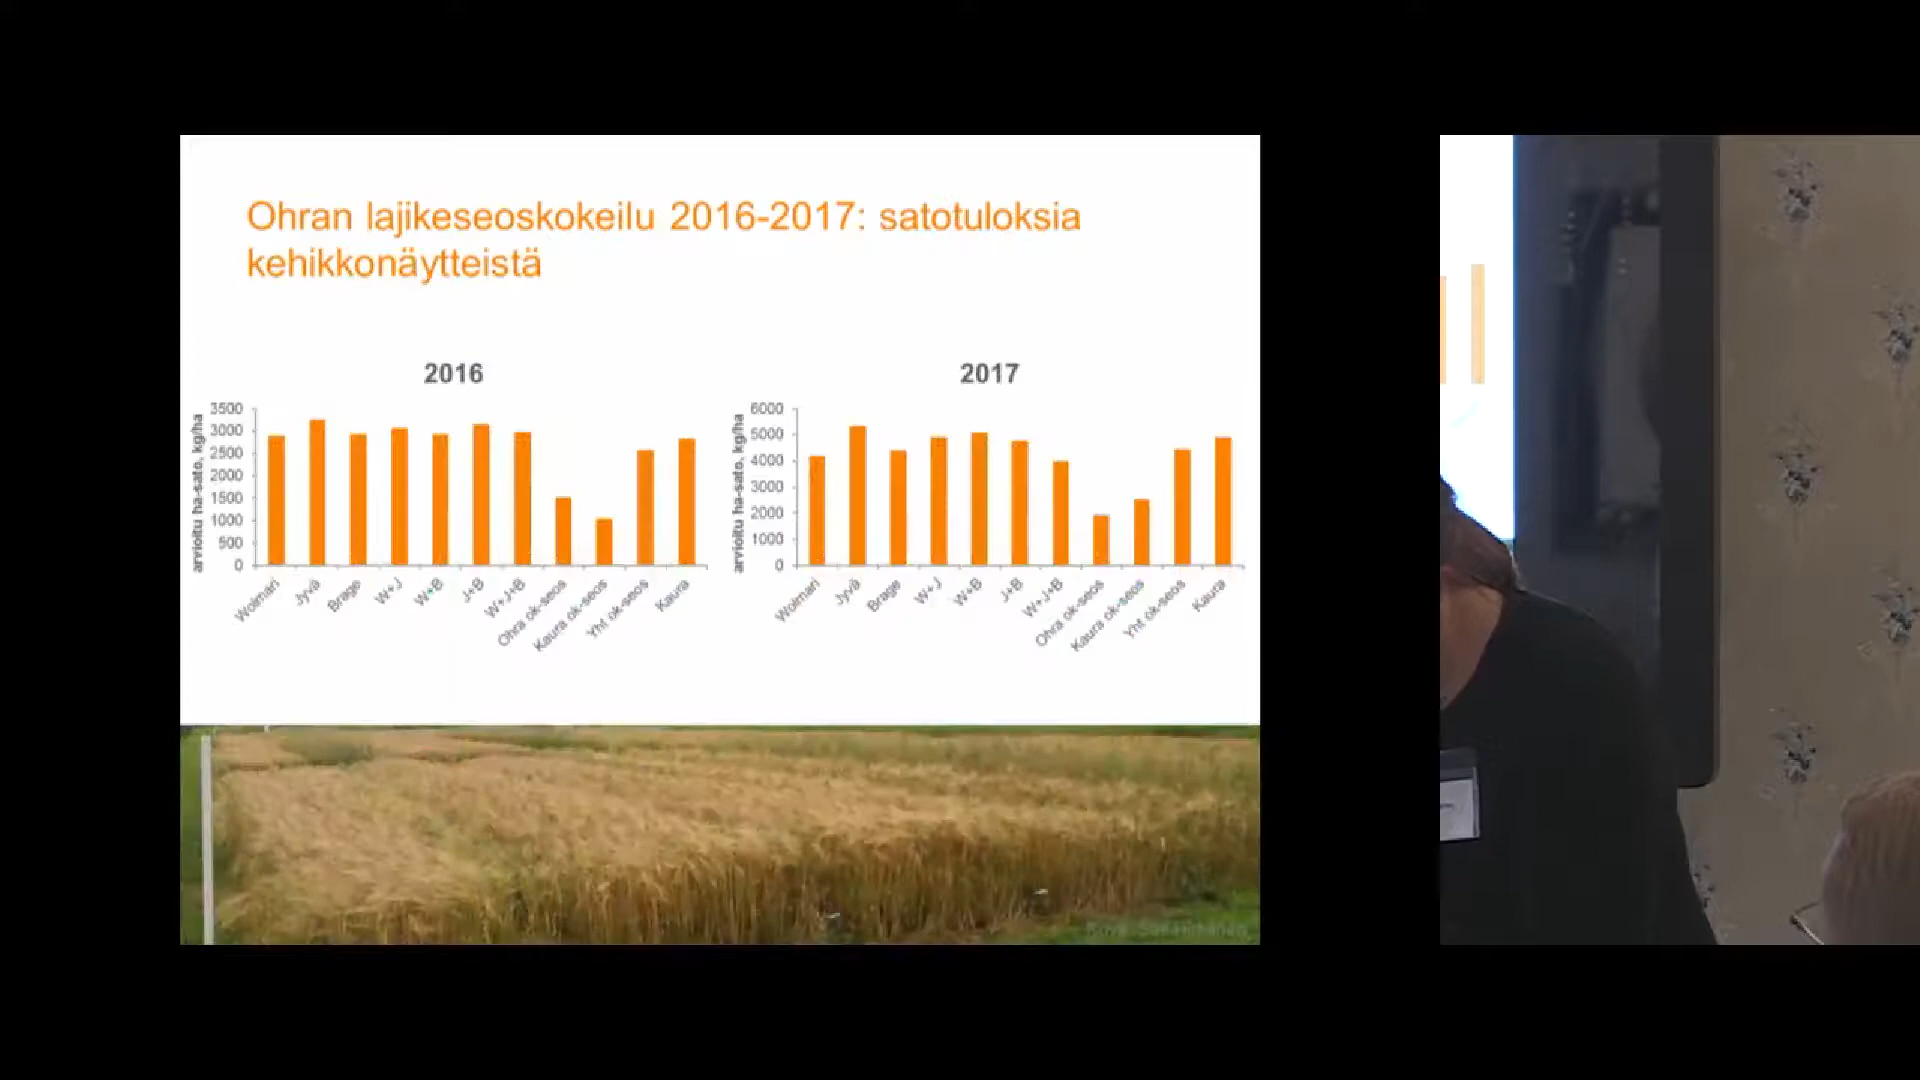 Ohran lajikeseoskokeilu 2016-2017: satotuloksia
kehikkonäytteistä
2016
arvioitu ha-sato, kg/ha
3500
3000
2500
2000
1500
1000
500
0
Wolmari
Jyvä
Brage
W+J
W+B
J+B
W+J+B
Ohra ok-seos
Kaura ok-seos
Yht ok-seos
Kaura
2017
arvioitu ha-sato, kg/ha
6000
5000
4000
3000
2000
1000
0
Wolmari
Jyvä
Brage
W+J
W+B
J+B
W+J+B
Ohra ok-seos
Kaura ok-seos
Yht ok-seos
Kaura